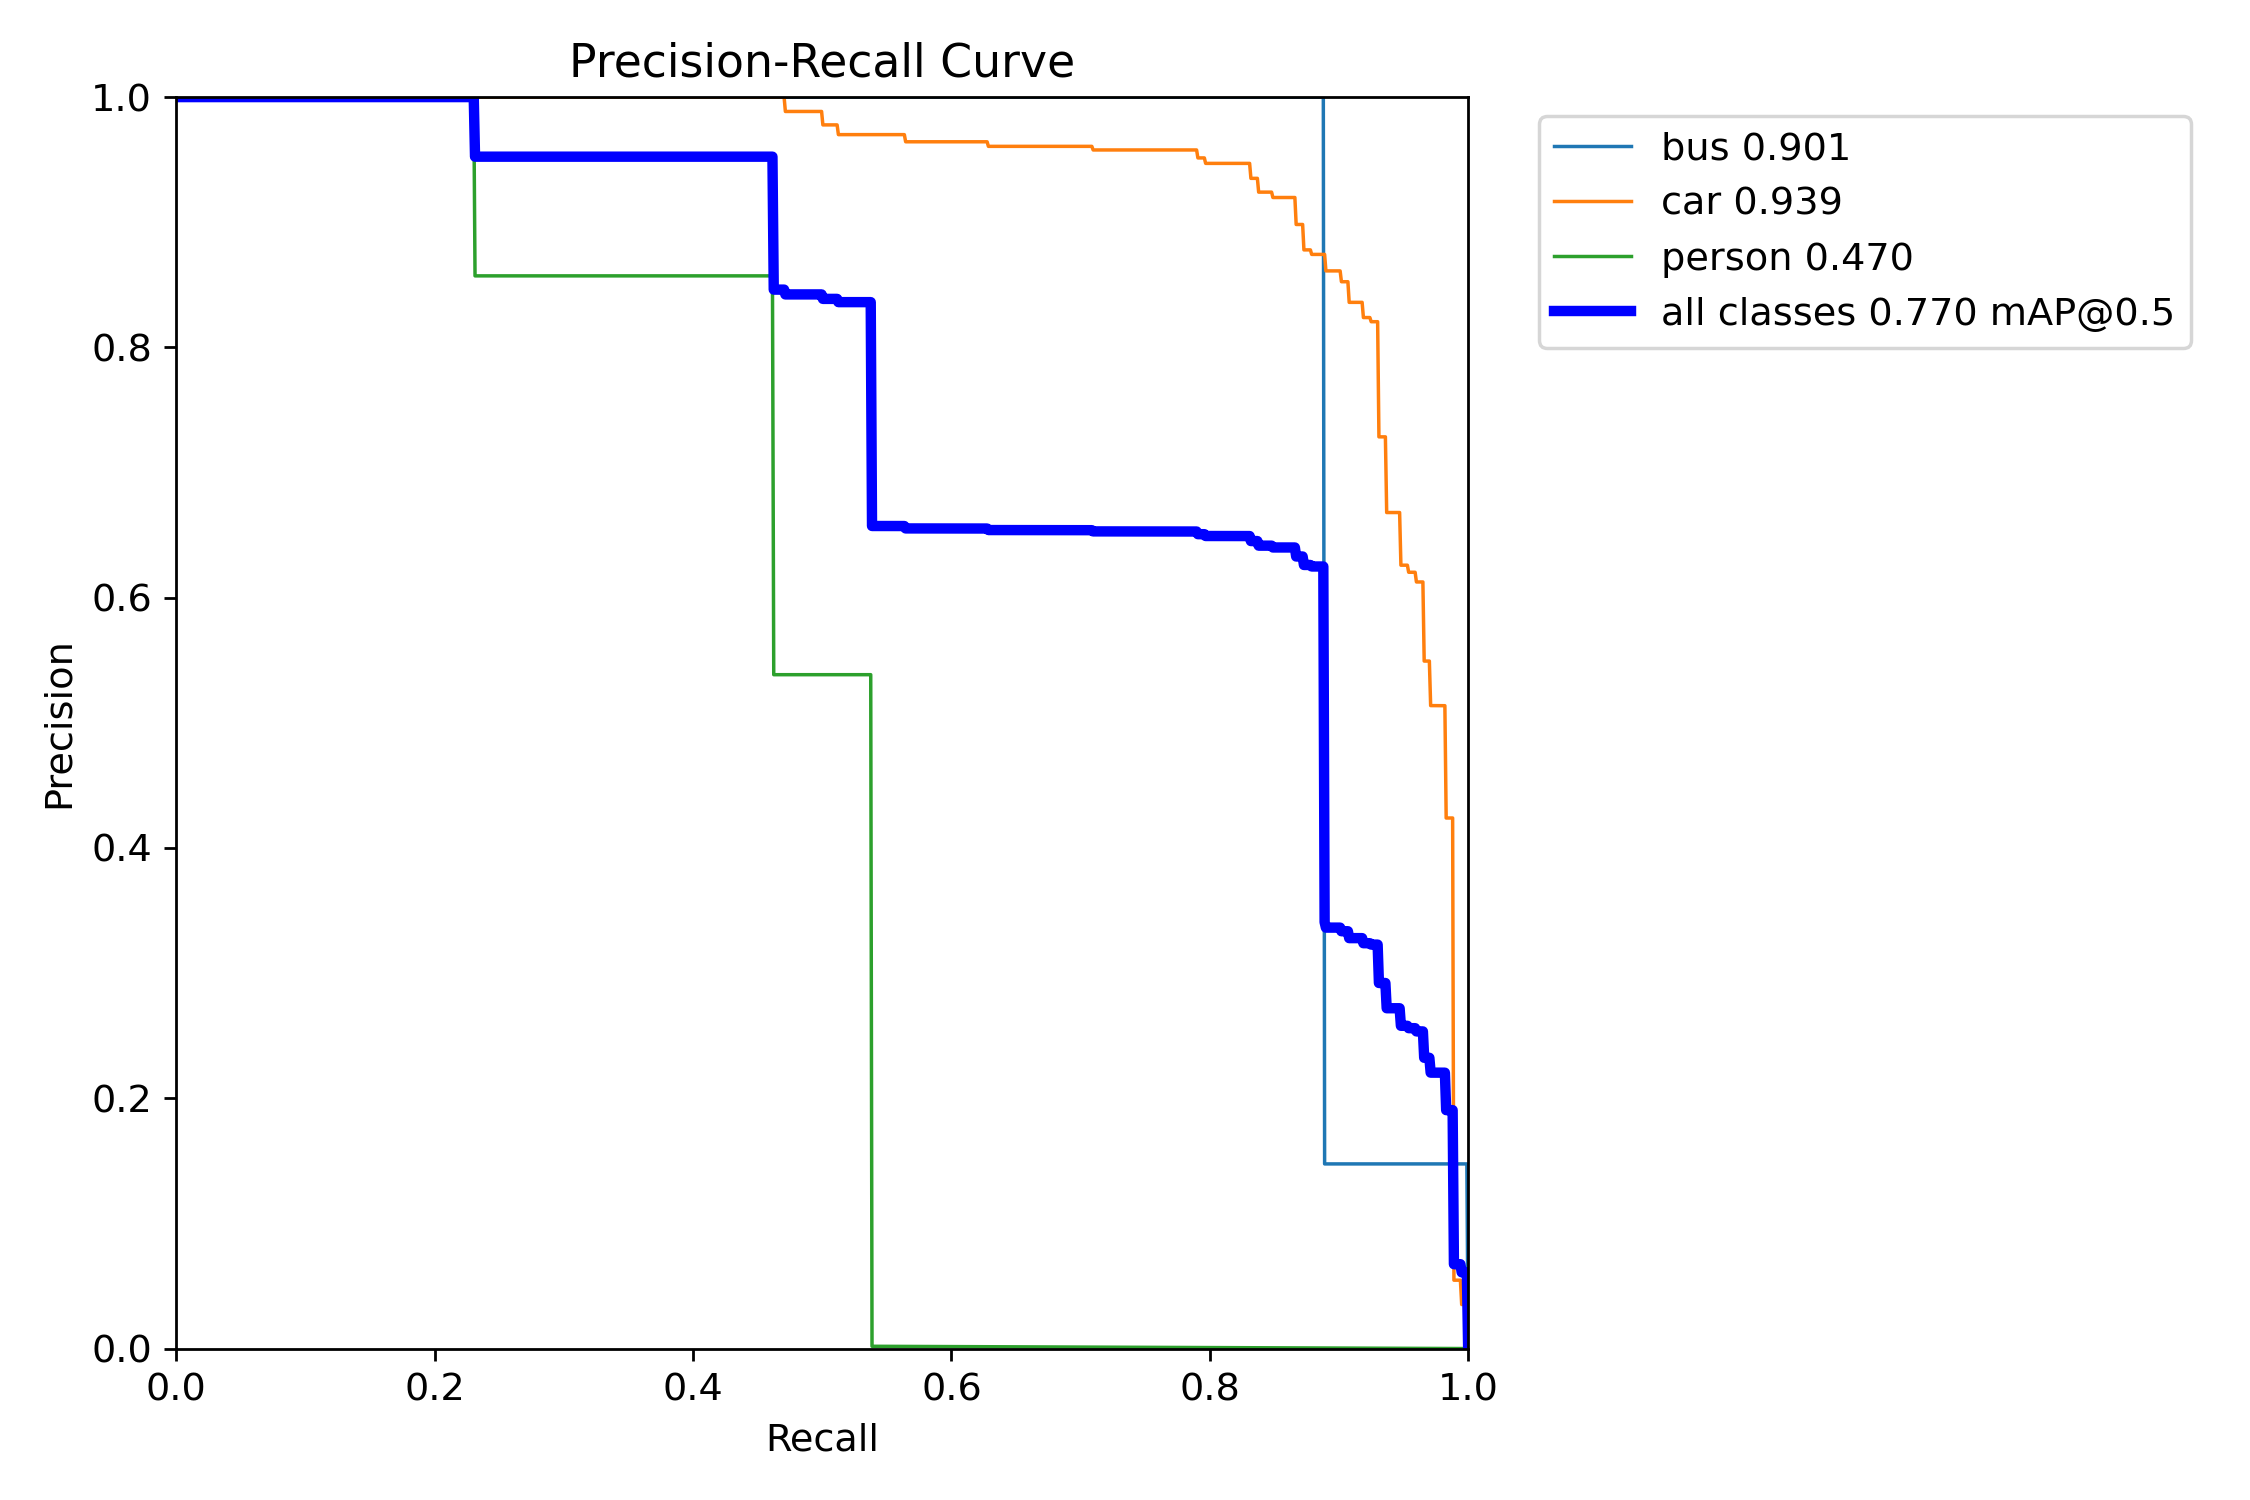 Precision-Recall Curve
1.0
0.8
0.6
0.4
0.2
0.0
Precision
0.0 0.2 0.4 0.6 0.8 1.0
Recall
bus 0.901
car 0.939
person 0.470
all classes 0.770 mAP@0.5